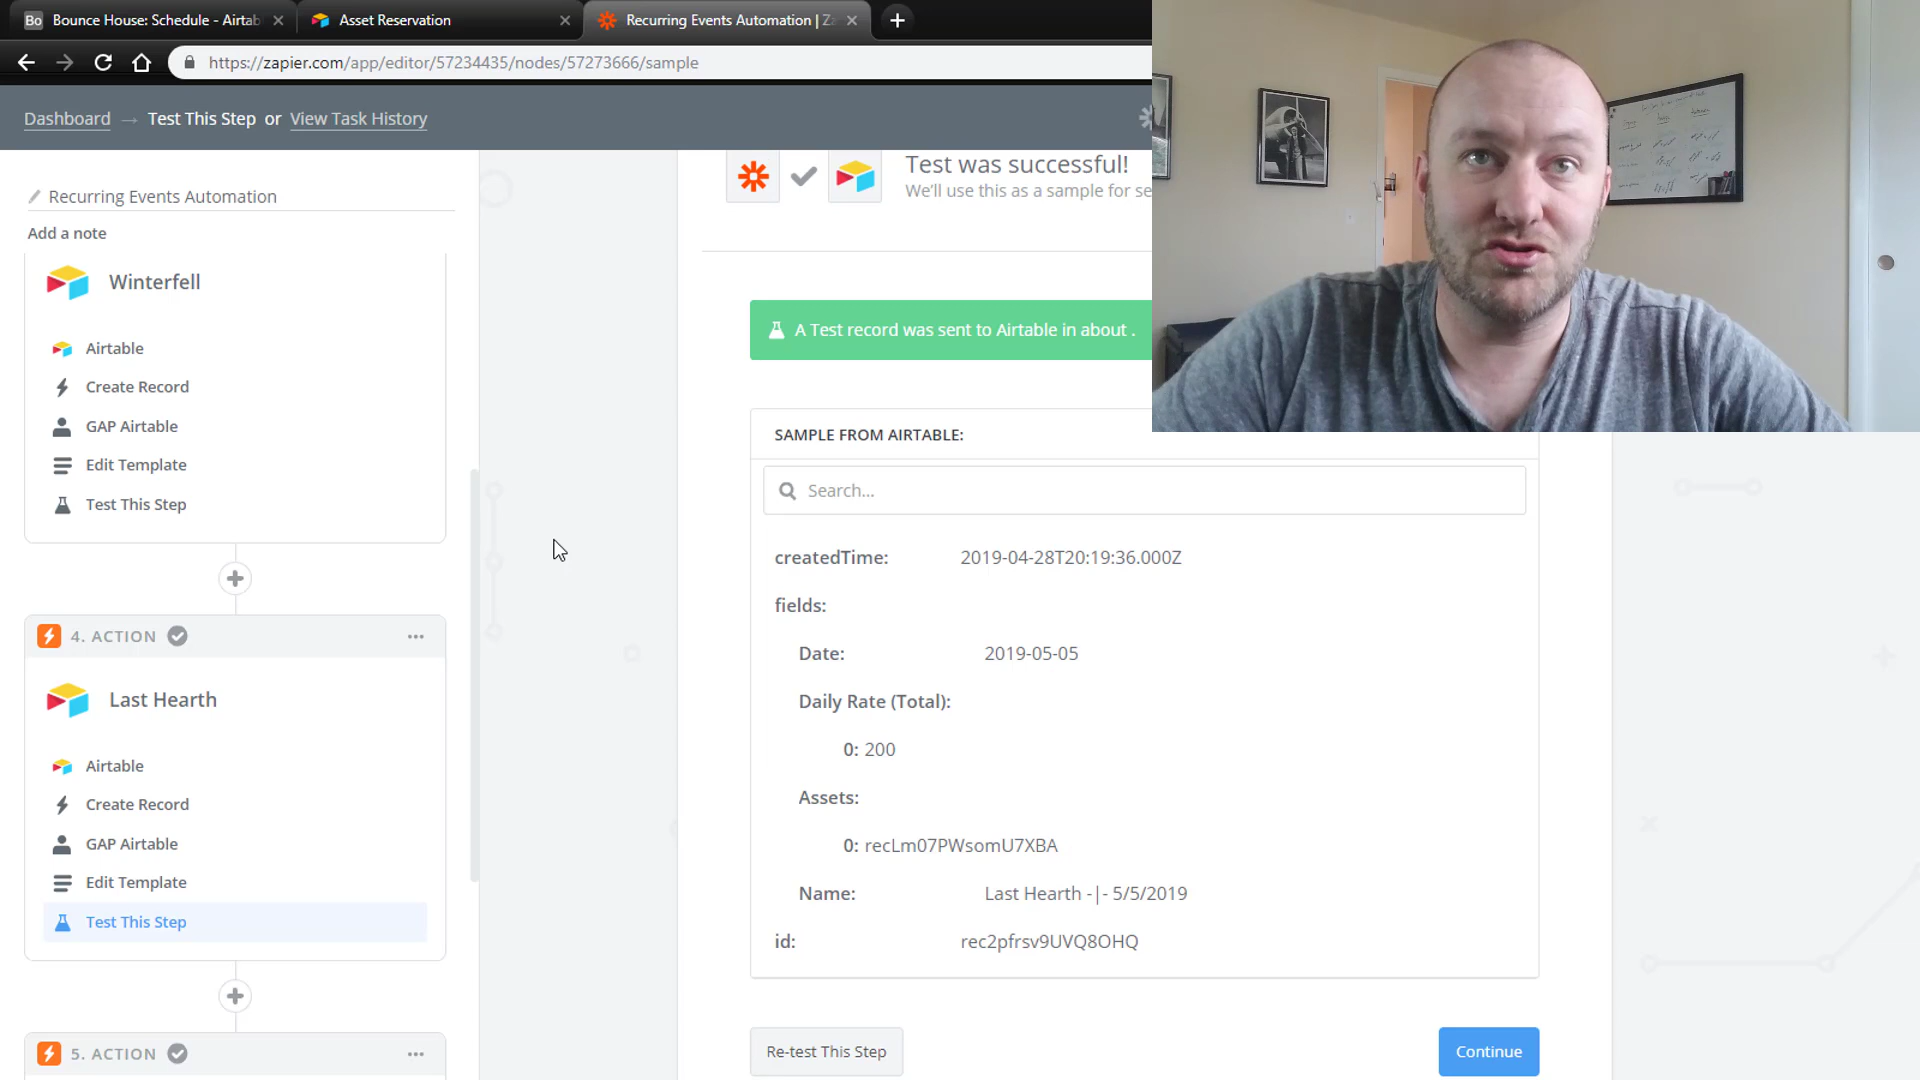 Bo Bounce House: Schedule - Airtab
Asset Reservation
Recurring Events Automation | Za
https://zapier.com/app/editor/57234435/nodes/57273666/sample
Dashboard → Test This Step or View Task History
Recurring Events Automation
Add a note
Winterfell
Airtable
Create Record
GAP Airtable
Edit Template
Test This Step
4. ACTION
Last Hearth
Airtable
Create Record
GAP Airtable
Edit Template
Test This Step
5. ACTION
Test was successful!
We'll use this as a sample for se
A Test record was sent to Airtable in about .
SAMPLE FROM AIRTABLE:
Search...
createdTime: 2019-04-28T20:19:36.000Z
fields:
Date: 2019-05-05
Daily Rate (Total):
0: 200
Assets:
0: recLm07PWsomU7XBA
Name: Last Hearth -|- 5/5/2019
id: rec2pfrsv9UVQ8OHQ
Re-test This Step
Continue